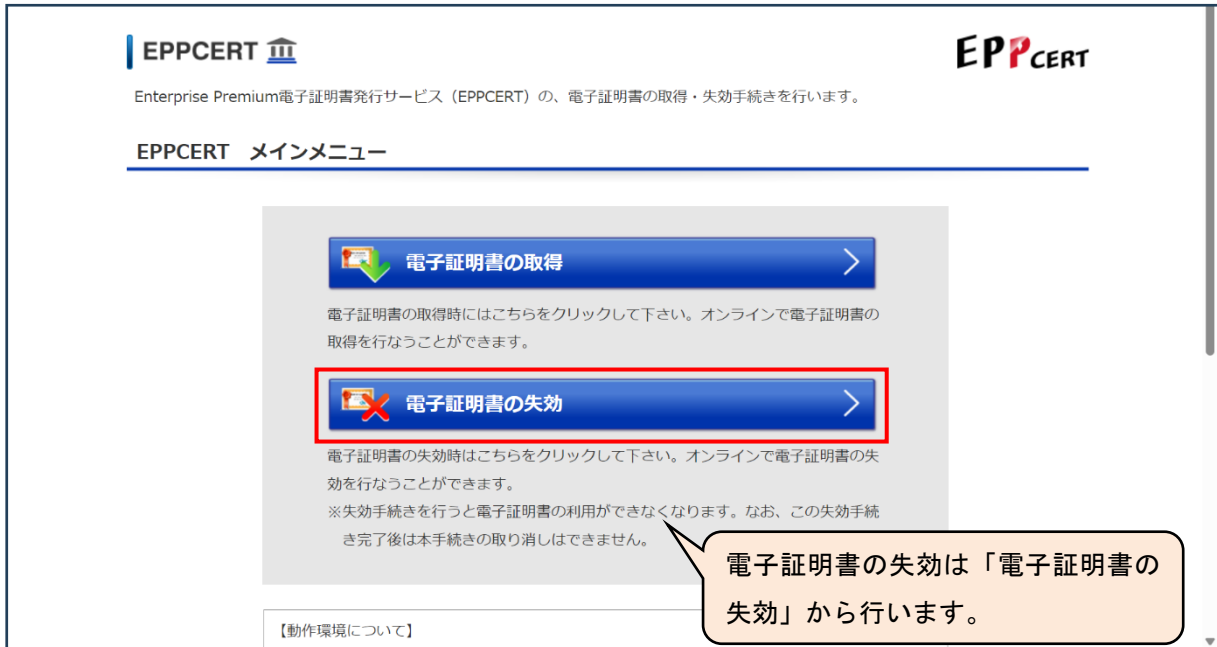 EPPCERT
EPPCERT
Enterprise Premium電子証明書発行サービス（EPPCERT）の、電子証明書の取得・失効手続きを行います。
EPPCERT　メインメニュー
電子証明書の取得
電子証明書の取得時にはこちらをクリックして下さい。オンラインで電子証明書の
取得を行なうことができます。
電子証明書の失効
電子証明書の失効時はこちらをクリックして下さい。オンラインで電子証明書の失
効を行なうことができます。
※失効手続きを行うと電子証明書の利用ができなくなります。なお、この失効手続
き完了後は本手続きの取り消しはできません。
電子証明書の失効は「電子証明書の
失効」から行います。
【動作環境について】